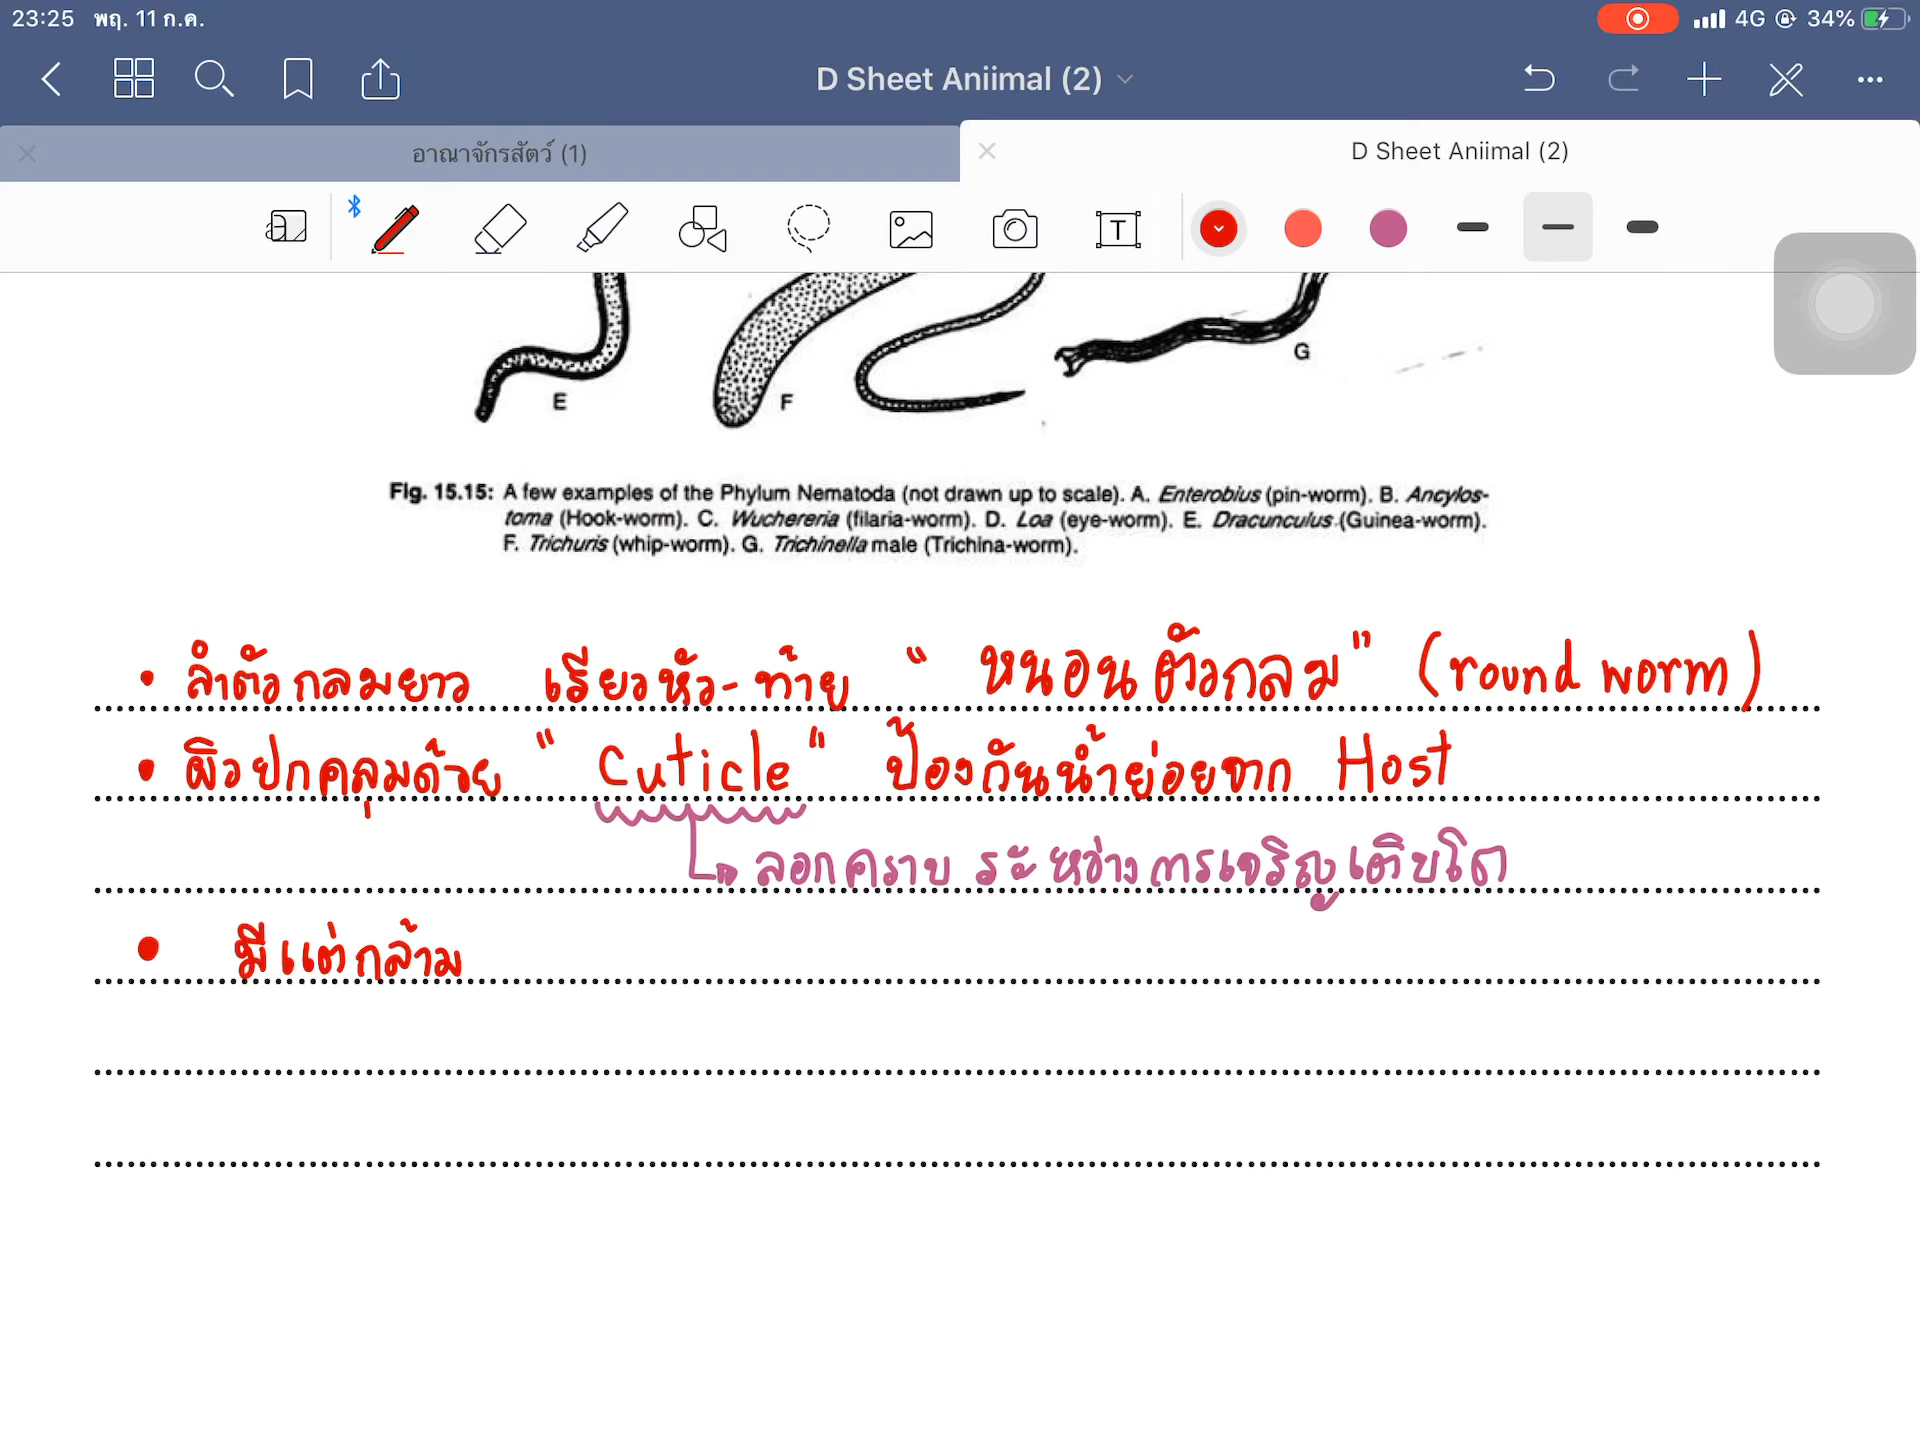 23:25 พฤ. 11 ก.ค. 4G 34%
D Sheet Aniimal (2)
อาณาจักรสัตว์ (1) D Sheet Aniimal (2)
T
E F G
Fig. 15.15: A few examples of the Phylum Nematoda (not drawn up to scale). A. Enterobius (pin-worm). B. Ancylos-
toma (Hook-worm). C. Wuchereria (filaria-worm). D. Loa (eye-worm). E. Dracunculus (Guinea-worm).
F. Trichuris (whip-worm). G. Trichinella male (Trichina-worm).
• ลำตัวกลมยาว เรียวหัว-ท้าย " หนอนตัวกลม" (round worm)
• ผิวปกคลุมด้วย " Cuticle" ป้องกันน้ำย่อยจาก Host
ลอกคราบ ระหว่างการเจริญเติบโต
• มีแต่กล้าม